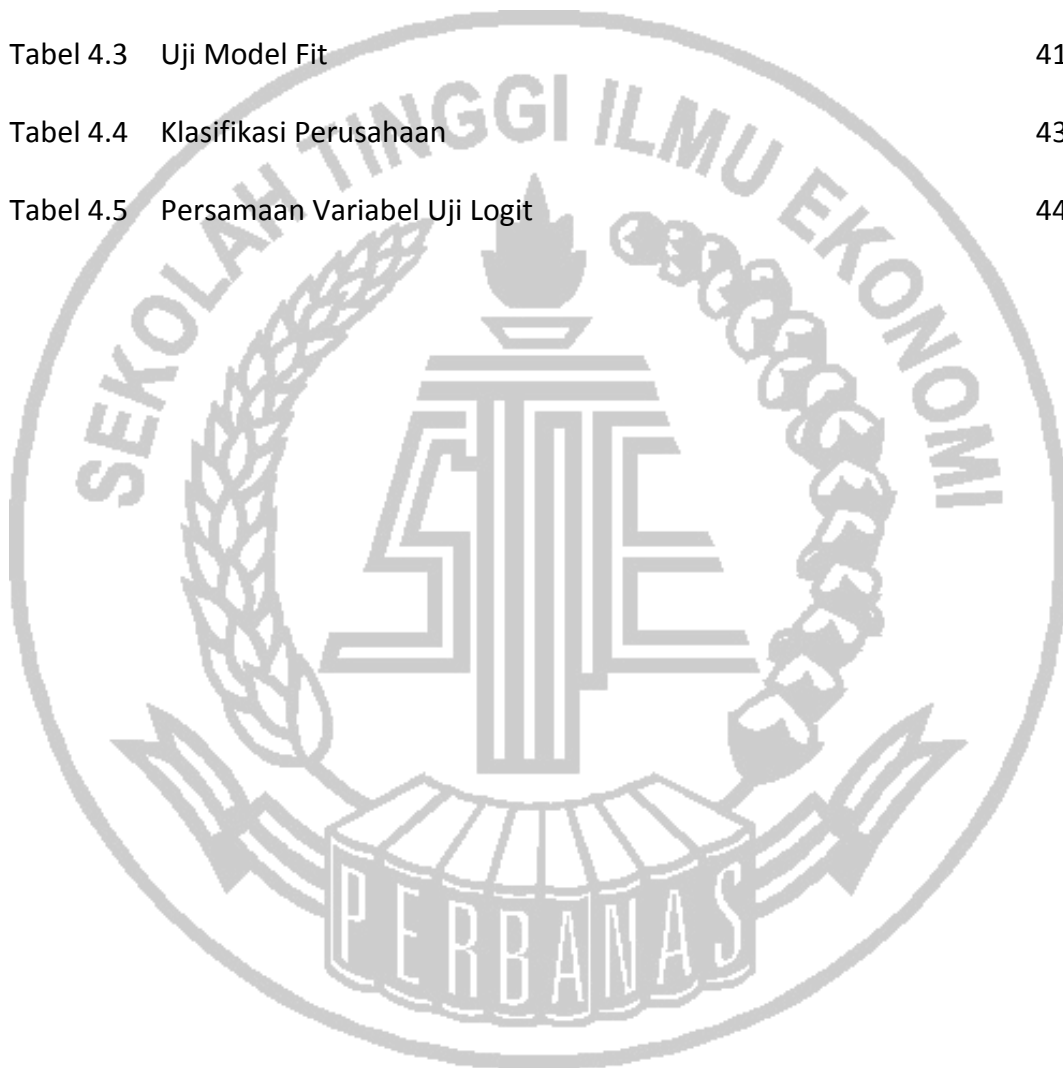 Tabel 4.3 Uji Model Fit 41
Tabel 4.4 Klasifikasi Perusahaan 43
Tabel 4.5 Persamaan Variabel Uji Logit 44
SEKOLAH TINGGI ILMU EKONOMI
STIE
PERBANAS